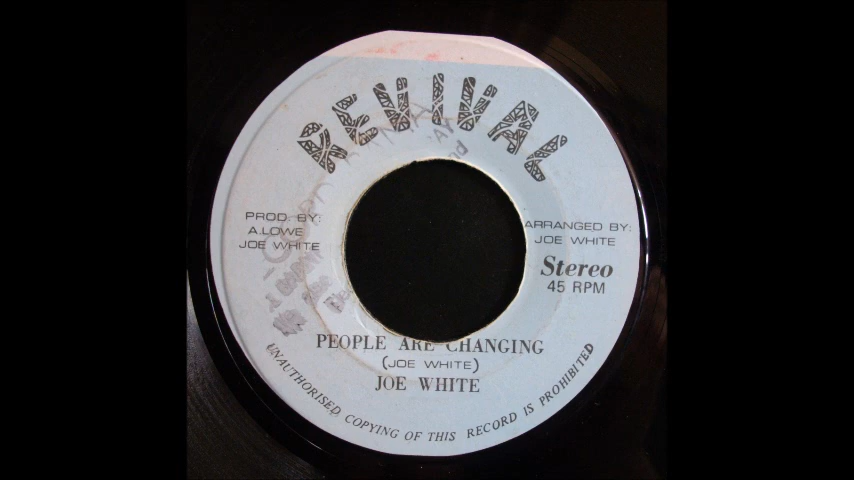 REVIVAL
PROD. BY:
A.LOWE
JOE WHITE
ARRANGED BY:
JOE WHITE
Stereo
45 RPM
PEOPLE ARE CHANGING
(JOE WHITE)
JOE WHITE
UNAUTHORISED COPYING OF THIS RECORD IS PROHIBITED